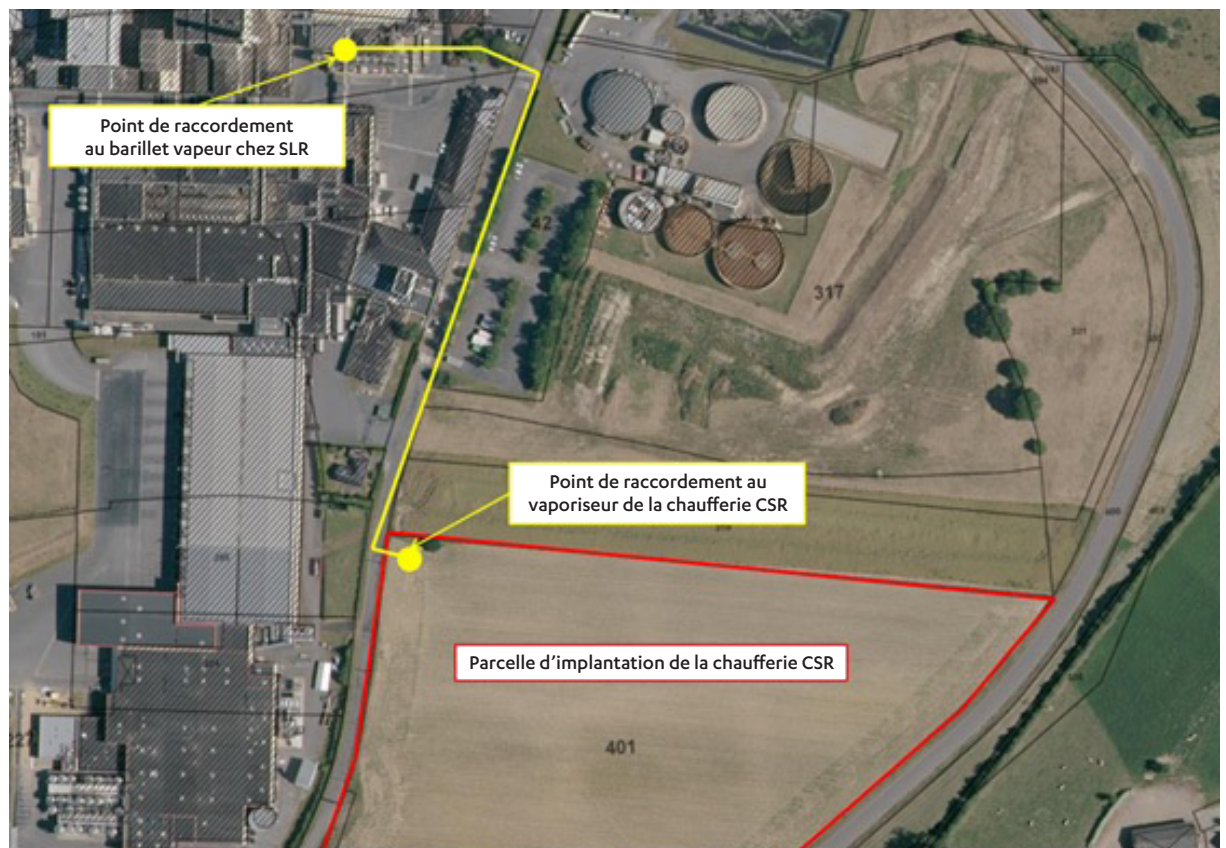 Point de raccordement
au barillet vapeur chez SLR
42
317
Point de raccordement au
vaporiseur de la chaufferie CSR
Parcelle d'implantation de la chaufferie CSR
401